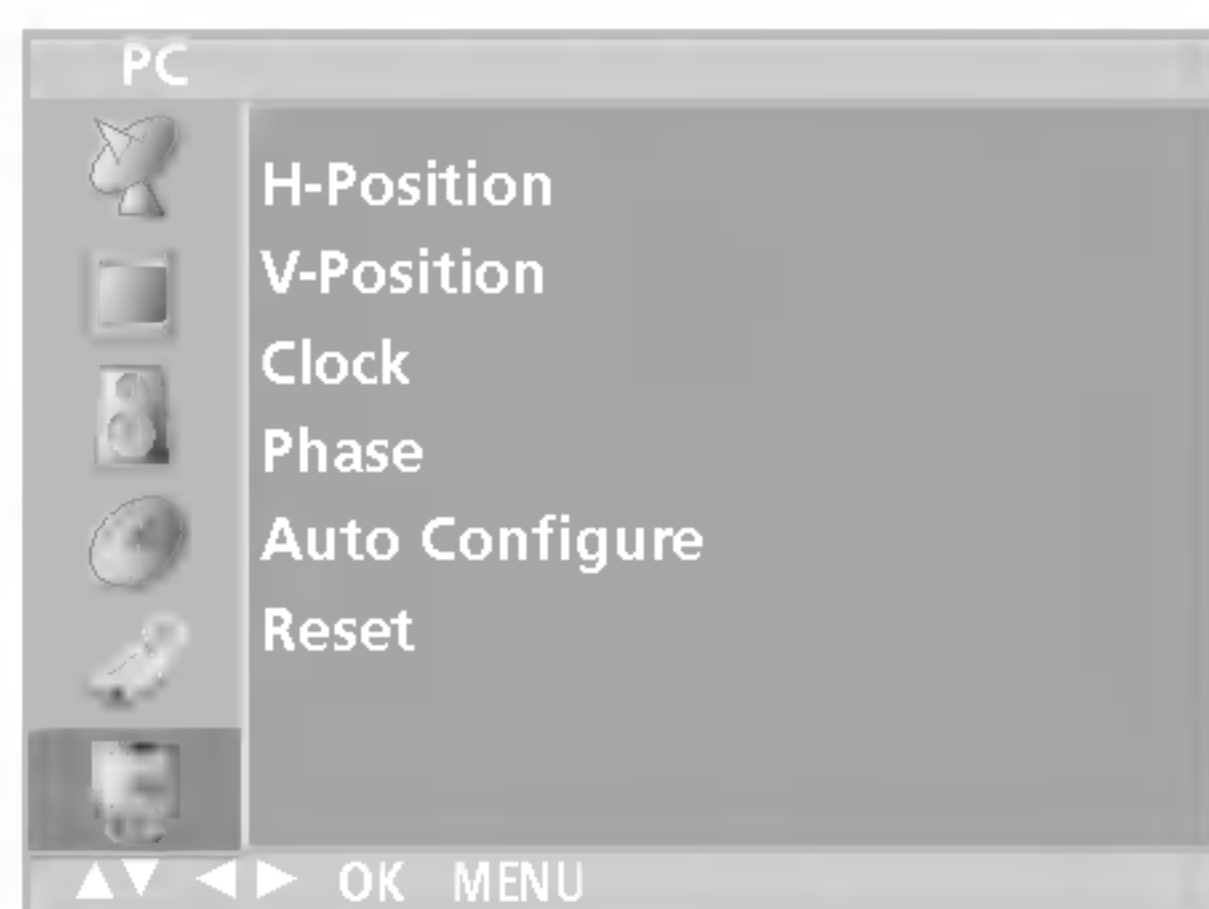 PC
H-Position
V-Position
Clock
Phase
Auto Configure
Reset
▲▼ ◀▶ OK MENU